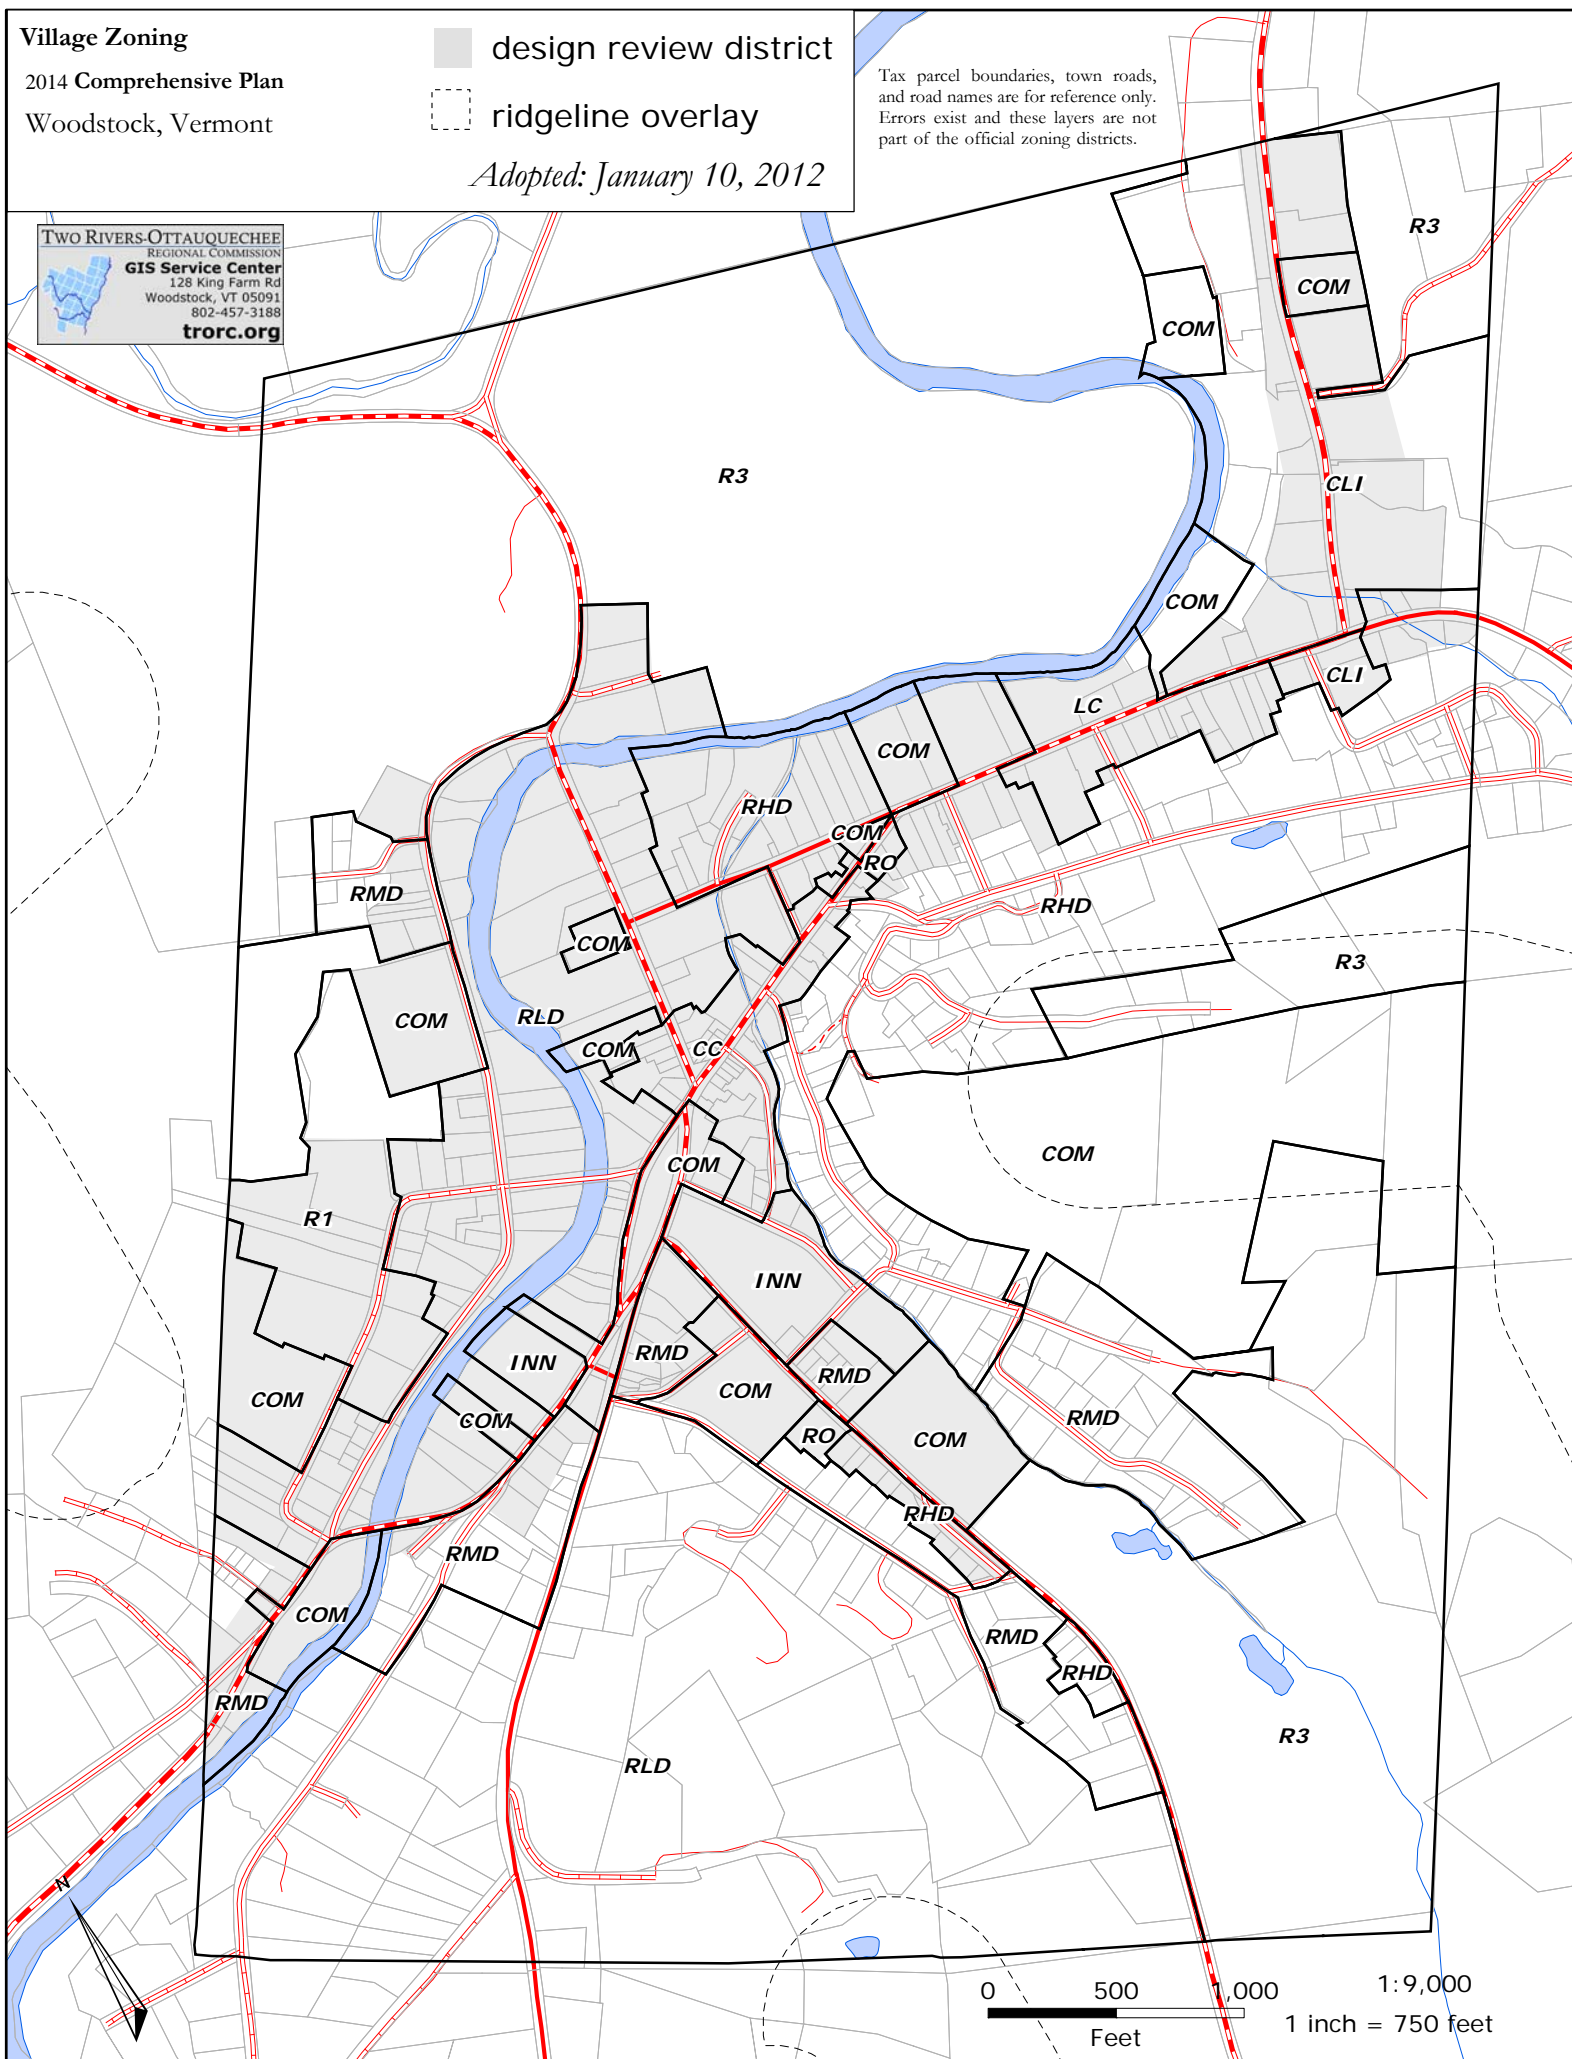 Village Zoning
2014 Comprehensive Plan
Woodstock, Vermont
design review district
ridgeline overlay
Adopted: January 10, 2012
Tax parcel boundaries, town roads,
and road names are for reference only.
Errors exist and these layers are not
part of the official zoning districts.
TWO RIVERS-OTTAUQUECHEE
REGIONAL COMMISSION
GIS Service Center
128 King Farm Rd
Woodstock, VT 05091
802-457-3188
trorc.org
R3
COM
COM
R3
CLI
COM
CLI
LC
COM
RHD
COM
RO
RMD
RHD
COM
R3
RLD
COM
COM
CC
COM
COM
R1
INN
RMD
INN
RMD
COM
COM
COM
RMD
RO
COM
RHD
RMD
COM
RMD
RHD
RMD
R3
RLD
N
0 500 1,000
Feet
1:9,000
1 inch = 750 feet